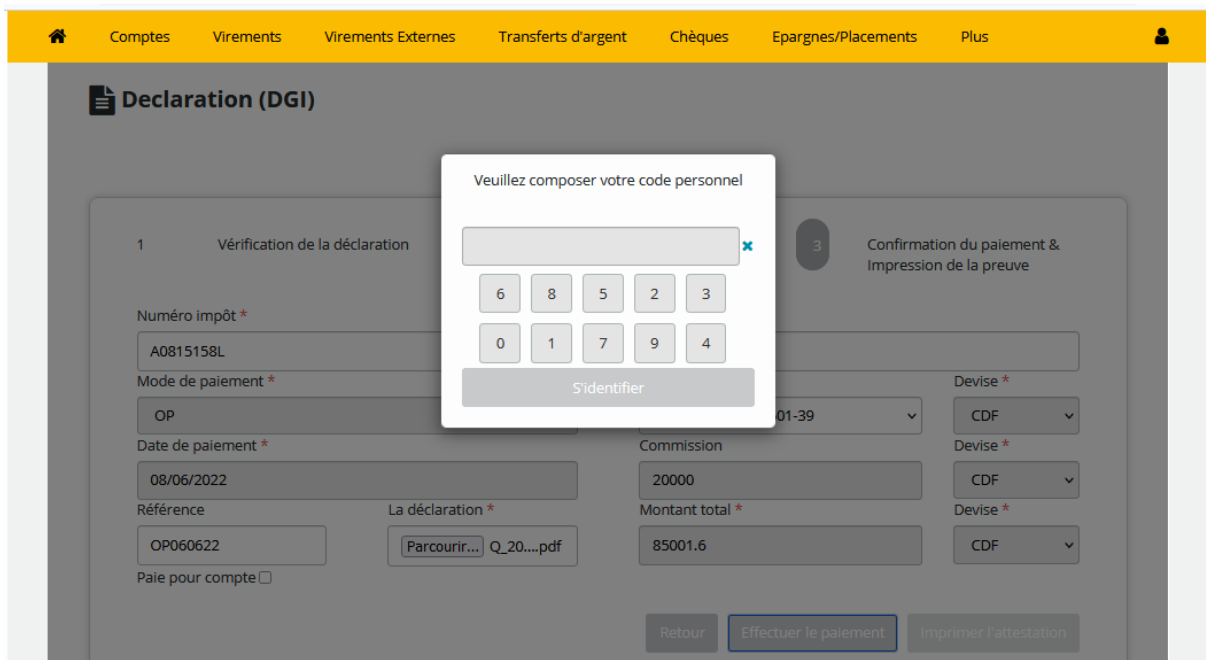 Comptes Virements Virements Externes Transferts d'argent Chèques Epargnes/Placements Plus
Declaration (DGI)
Veuillez composer votre code personnel
1 Vérification de la déclaration
3 Confirmation du paiement &
Impression de la preuve
6 8 5 2 3
0 1 7 9 4
S'identifier
Numéro impôt *
A0815158L
Mode de paiement * Devise *
OP 01-39 CDF
Date de paiement * Commission Devise *
08/06/2022 20000 CDF
Référence La déclaration * Montant total * Devise *
OP060622 Parcourir... Q_20....pdf 85001.6 CDF
Paie pour compte
Retour Effectuer le paiement Imprimer l'attestation